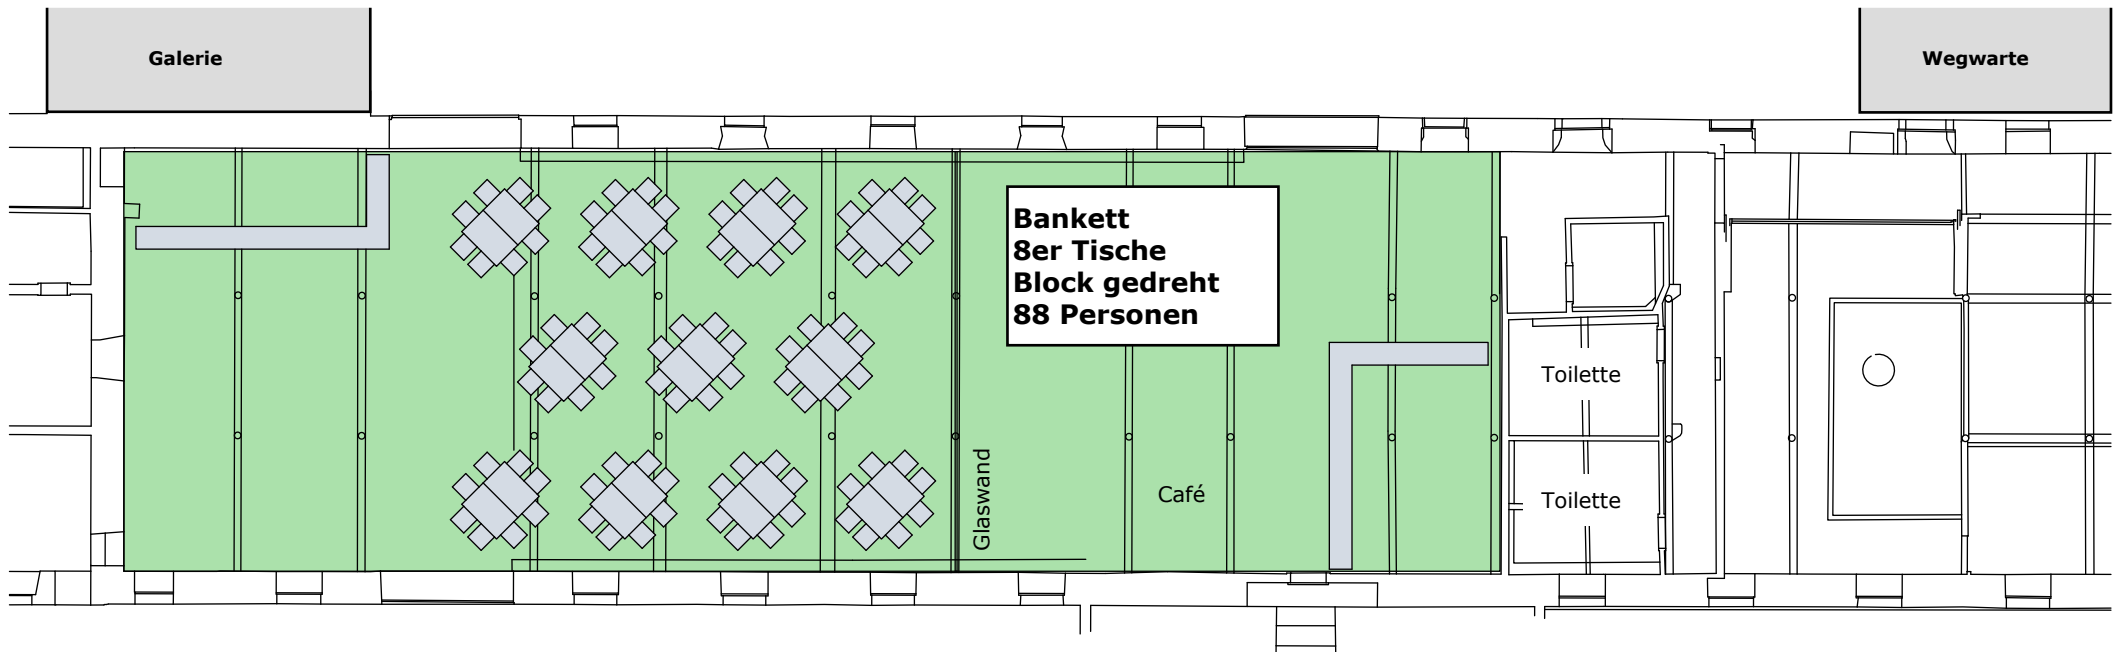 Galerie
Wegwarte
Bankett
8er Tische
Block gedreht
88 Personen
Toilette
Glaswand
Café
Toilette